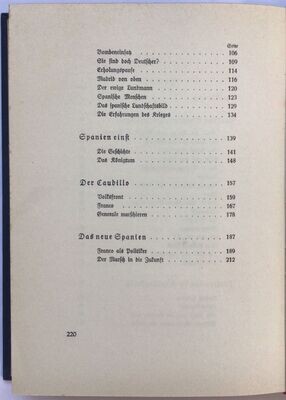 Seite
Bombeneinsatz . . . . . . . . . . . . 106
Sie sind doch Deutscher? . . . . . . . . . 109
Erholungspause . . . . . . . . . . . . 114
Madrid von oben . . . . . . . . . . . . 116
Der ewige Landmann . . . . . . . . . . 120
Spanische Menschen . . . . . . . . . . . 123
Das spanische Landschaftsbild . . . . . . . . 129
Die Erfahrungen des Krieges . . . . . . . . 134
Spanien einst . . . . . . . . . . . . 139
Die Geschichte . . . . . . . . . . . . 141
Das Königtum . . . . . . . . . . . . 148
Der Caudillo . . . . . . . . . . . . 157
Volksfront . . . . . . . . . . . . 159
Franco . . . . . . . . . . . . 167
Generale marschieren . . . . . . . . . . 178
Das neue Spanien . . . . . . . . . . . 187
Franco als Politiker . . . . . . . . . . . 189
Der Marsch in die Zukunft . . . . . . . . . 212
220